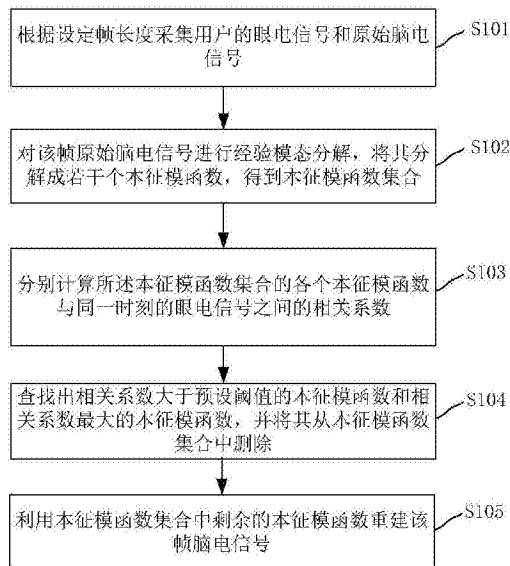 根据设定帧长度采集用户的眼电信号和原始脑电
信号
S101
对该帧原始脑电信号进行经验模态分解，将其分
解成若干个本征模函数，得到本征模函数集合
S102
分别计算所述本征模函数集合的各个本征模函数
与同一时刻的眼电信号之间的相关系数
S103
查找出相关系数大于预设阈值的本征模函数和相
关系数最大的本征模函数，并将其从本征模函数
集合中删除
S104
利用本征模函数集合中剩余的本征模函数重建该
帧脑电信号
S105